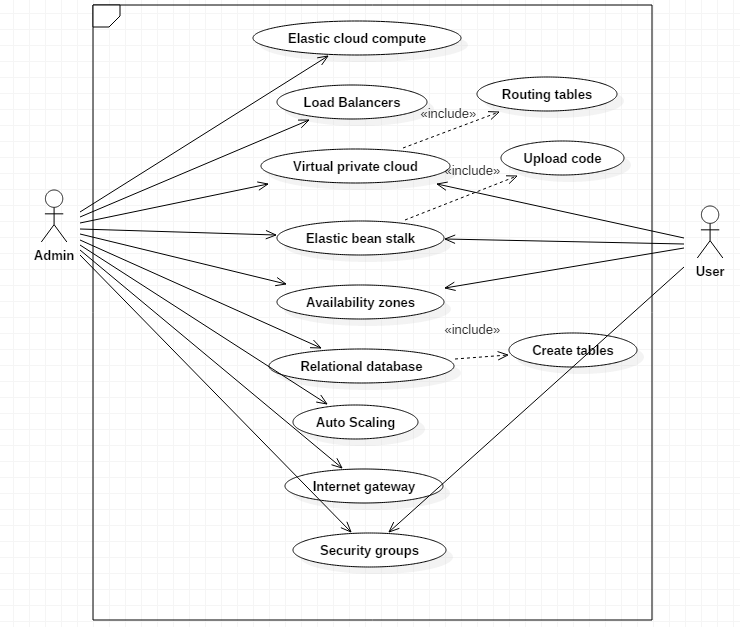 Elastic cloud compute
Load Balancers
Routing tables
«include»
Virtual private cloud
Upload code
«include»
Elastic bean stalk
Admin
User
Availability zones
«include»
Relational database
Create tables
Auto Scaling
Internet gateway
Security groups